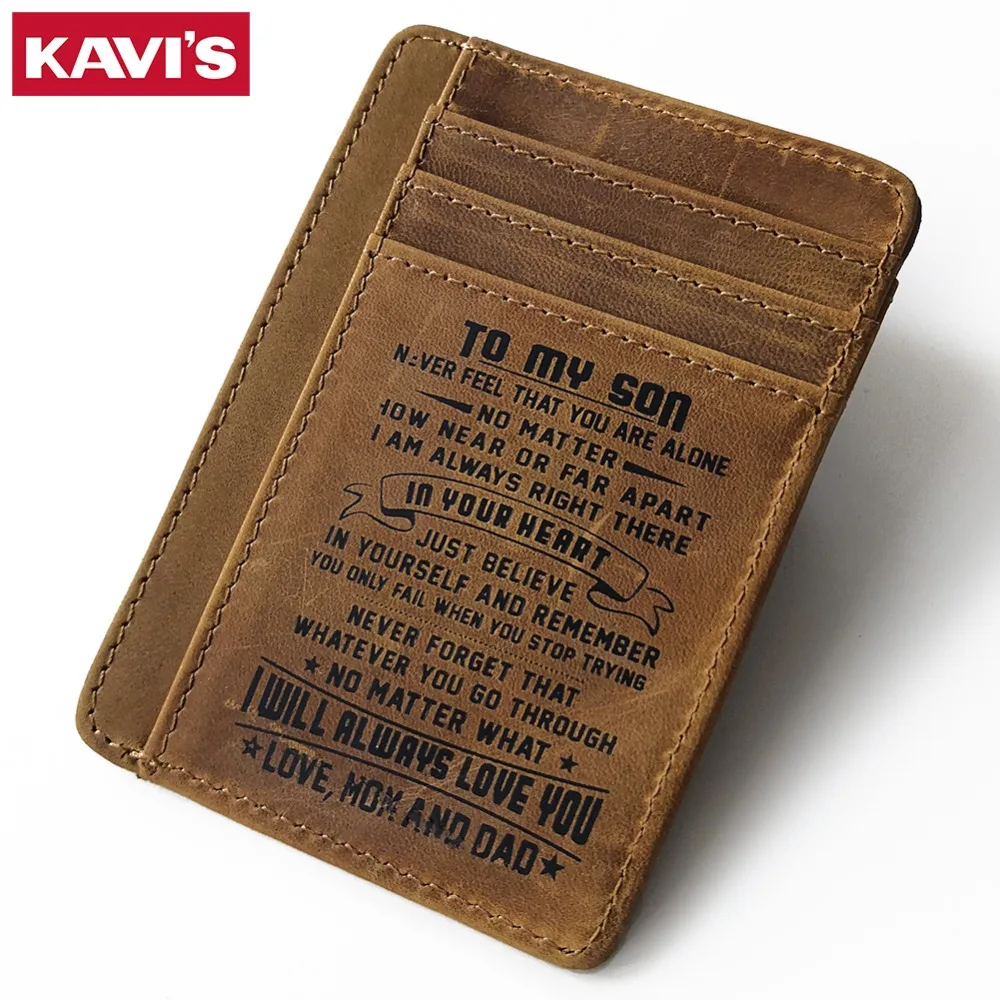 KAVI'S
TO MY SON
NEVER FEEL THAT YOU ARE ALONE
NO MATTER
HOW NEAR OR FAR APART
I AM ALWAYS RIGHT THERE
IN YOUR HEART
JUST BELIEVE
IN YOURSELF AND REMEMBER
YOU ONLY FAIL WHEN YOU STOP TRYING
NEVER FORGET THAT
WHATEVER YOU GO THROUGH
★ NO MATTER WHAT ★
I WILL ALWAYS LOVE YOU
★ LOVE, MOM AND DAD ★